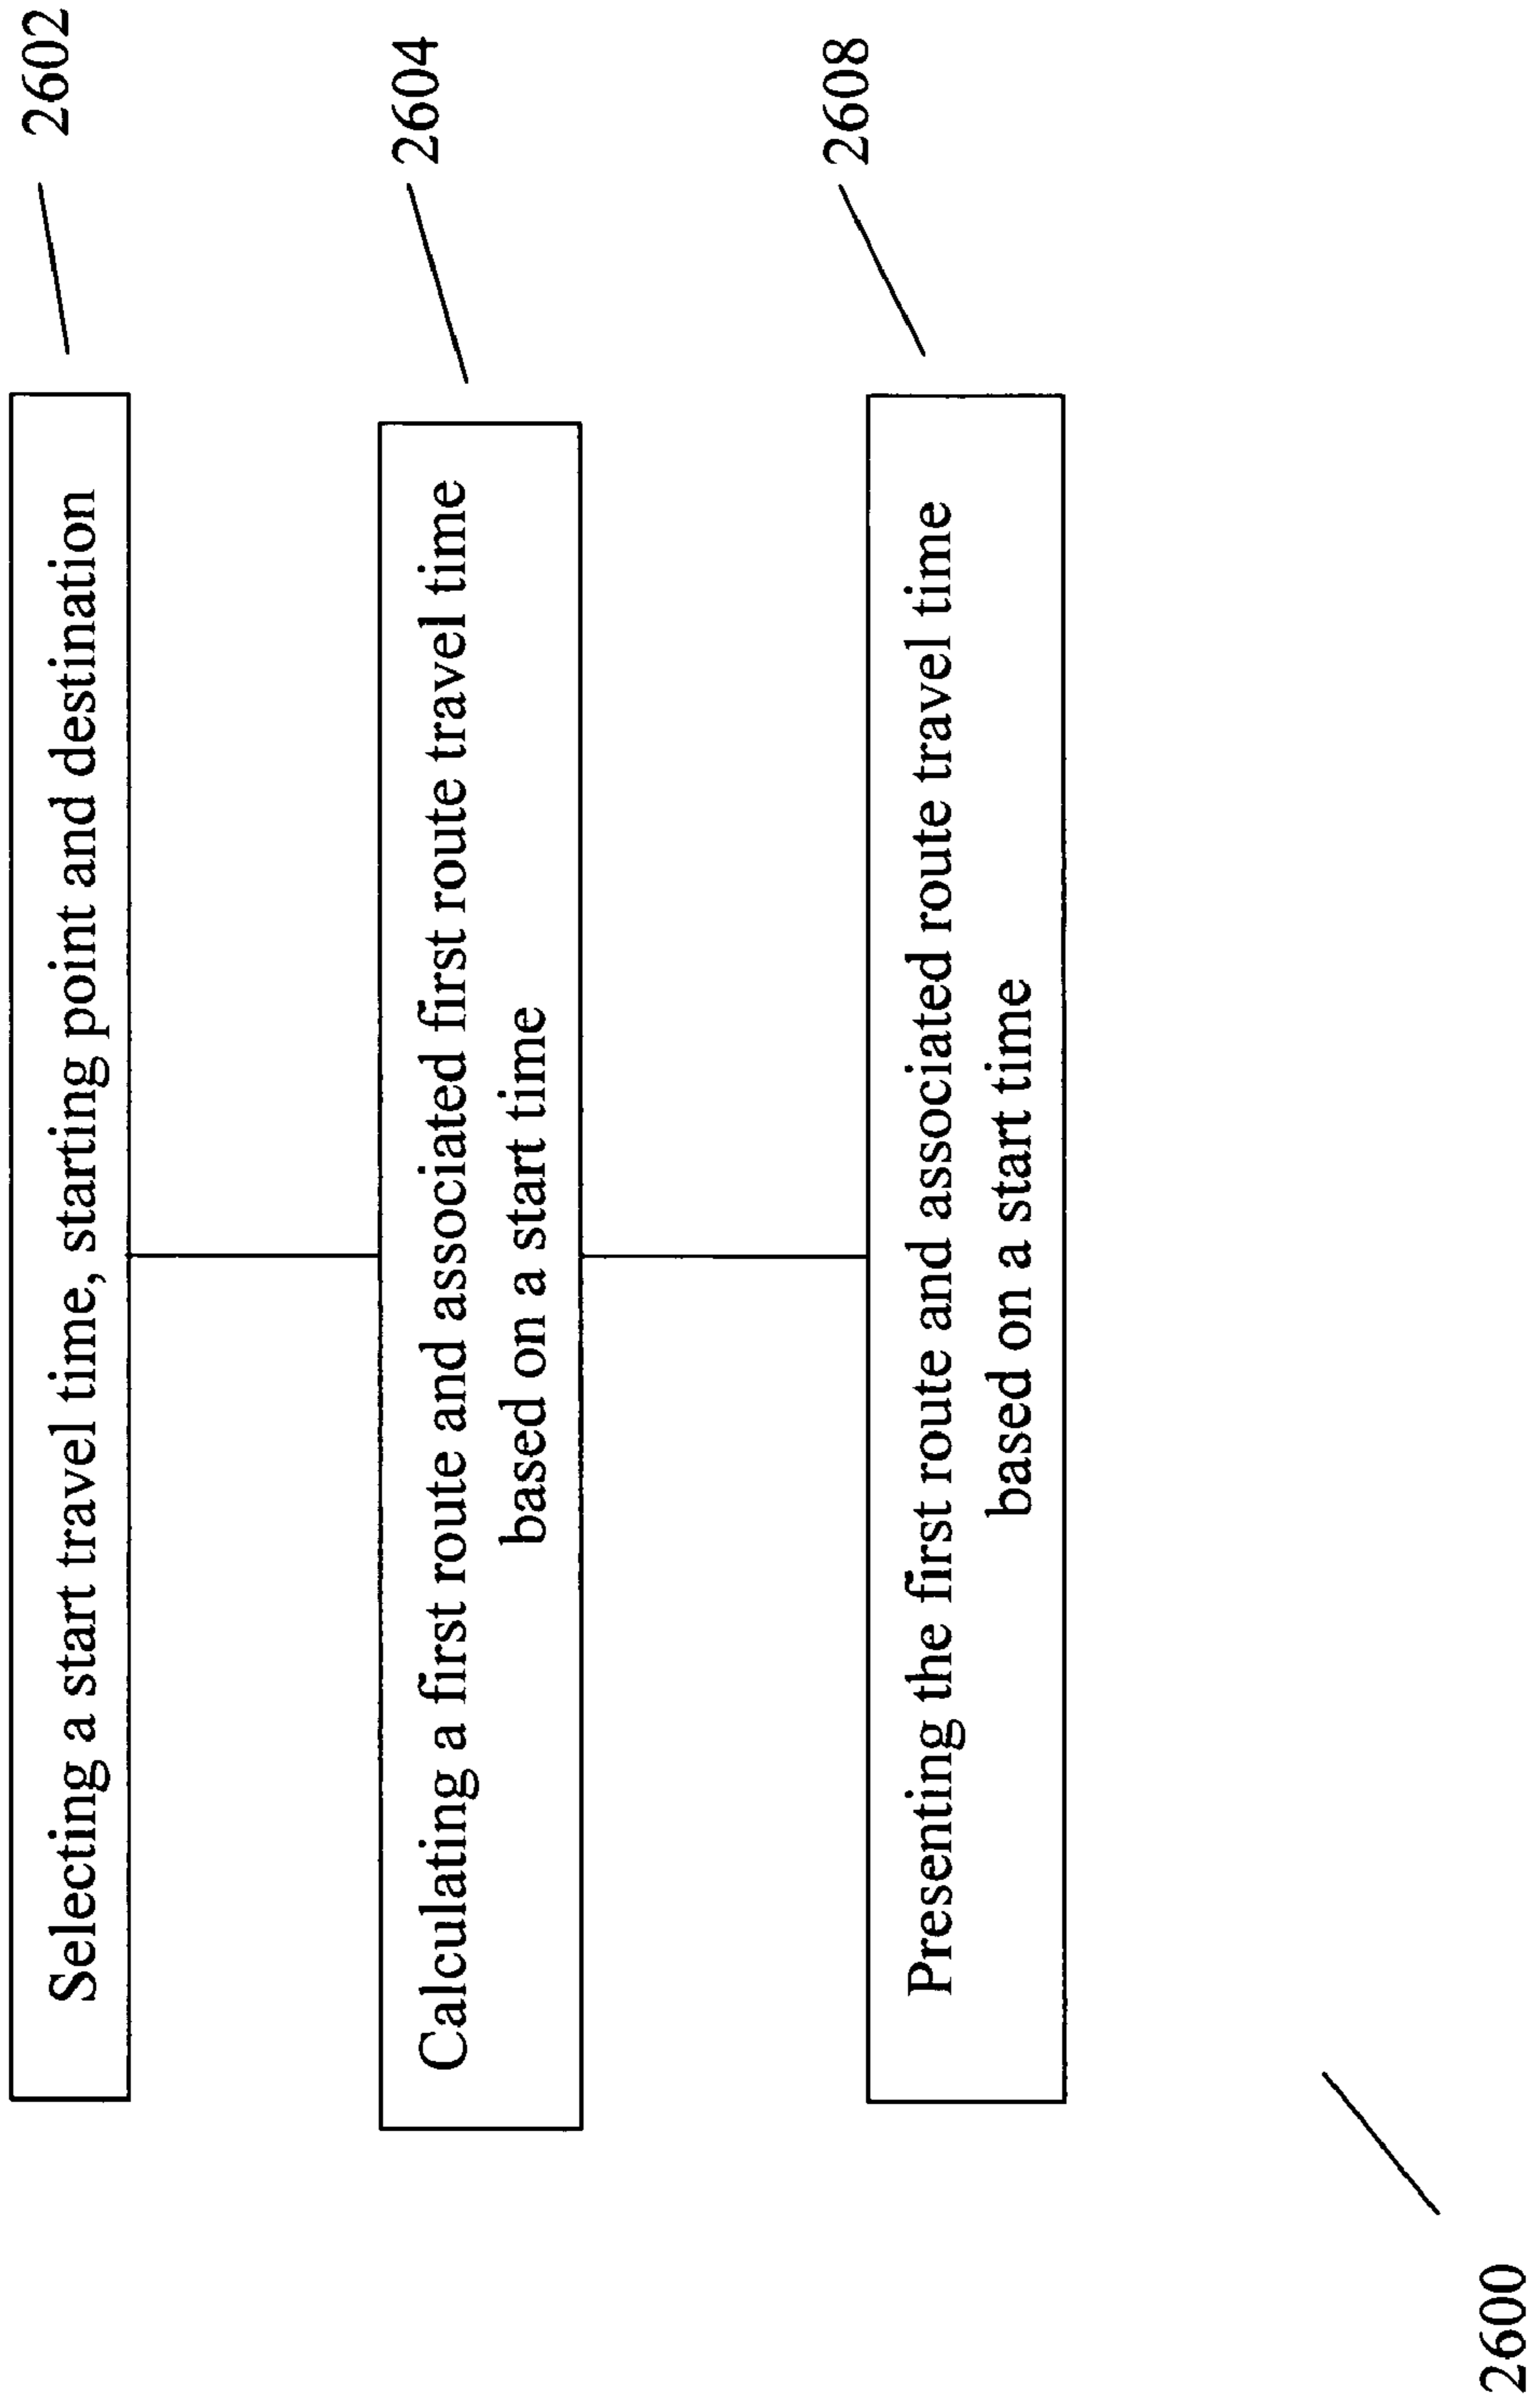 Selecting a start travel time, starting point and destination
2602
Calculating a first route and associated first route travel time
based on a start time
2604
Presenting the first route and associated route travel time
based on a start time
2608
2600